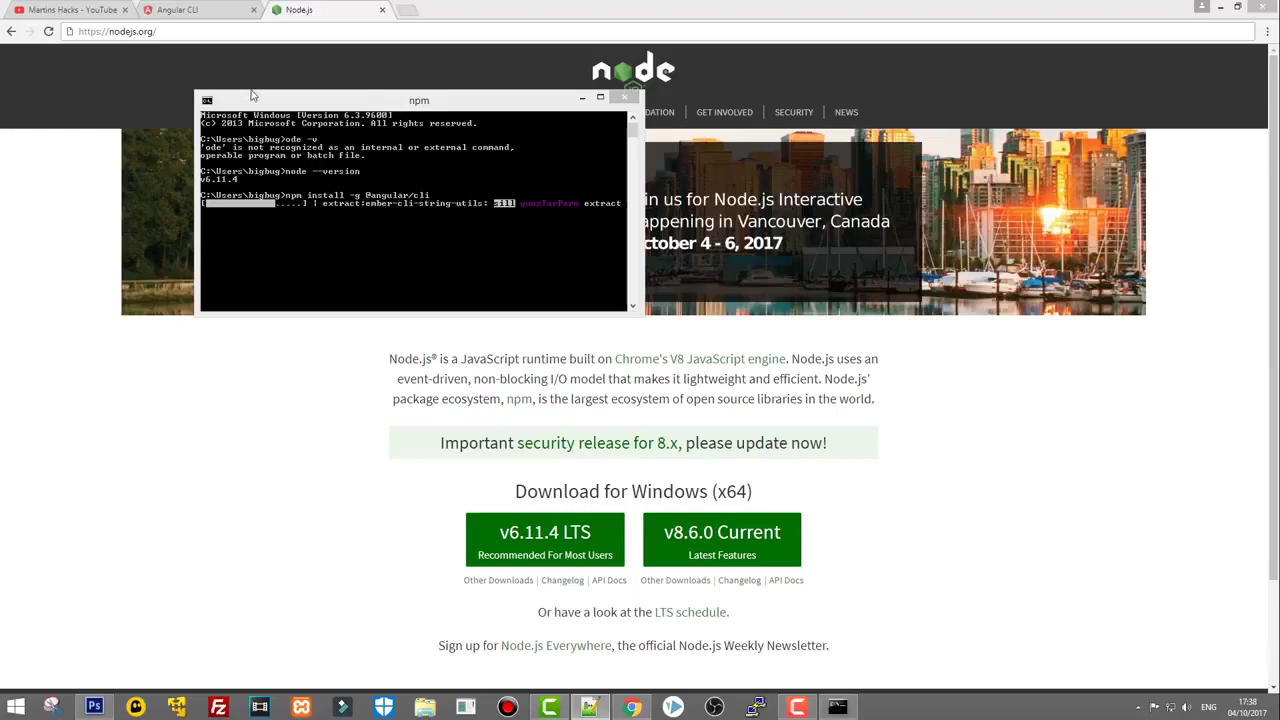 Martins Hacks - YouTube
Angular CLI
Node.js
https://nodejs.org/
node
DATION | GET INVOLVED | SECURITY | NEWS
npm
Microsoft Windows [Version 6.3.9600]
(c) 2013 Microsoft Corporation. All rights reserved.
C:\Users\bigbug>ode -v
'ode' is not recognized as an internal or external command,
operable program or batch file.
C:\Users\bigbug>node --version
v6.11.4
C:\Users\bigbug>npm install -g @angular/cli
[ .....] | extract:ember-cli-string-utils: sill gunzTarPerm extract
in us for Node.js Interactive
appening in Vancouver, Canada
ctober 4 - 6, 2017
Node.js® is a JavaScript runtime built on Chrome's V8 JavaScript engine. Node.js uses an
event-driven, non-blocking I/O model that makes it lightweight and efficient. Node.js'
package ecosystem, npm, is the largest ecosystem of open source libraries in the world.
Important security release for 8.x, please update now!
Download for Windows (x64)
v6.11.4 LTS
Recommended For Most Users
v8.6.0 Current
Latest Features
Other Downloads | Changelog | API Docs
Other Downloads | Changelog | API Docs
Or have a look at the LTS schedule.
Sign up for Node.js Everywhere, the official Node.js Weekly Newsletter.
ENG
17:38
04/10/2017